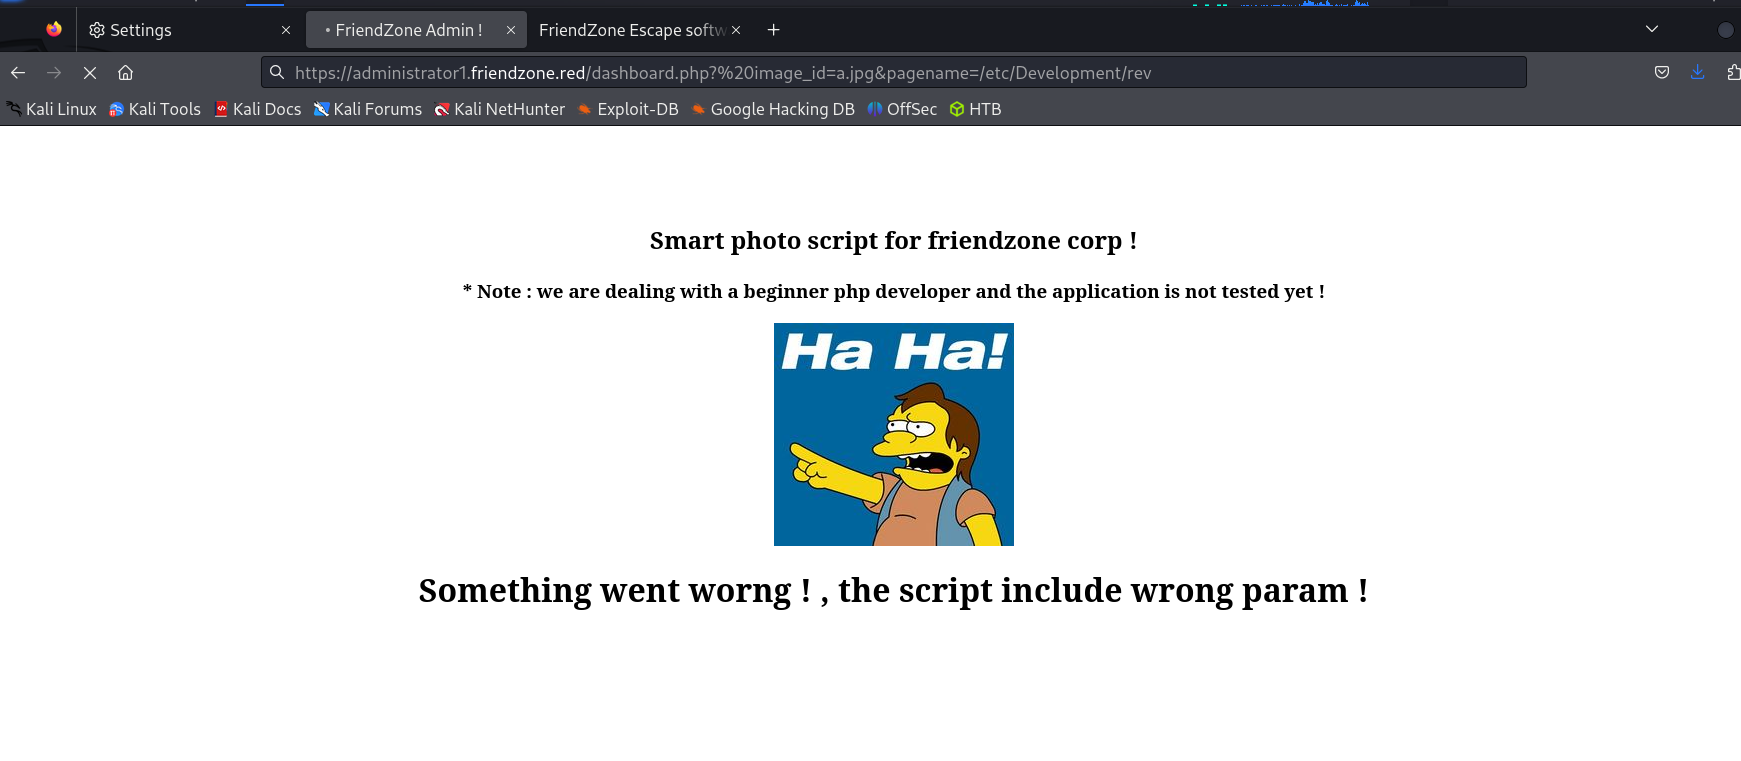 Settings
FriendZone Admin !
FriendZone Escape softw
https://administrator1.friendzone.red/dashboard.php?%20image_id=a.jpg&pagename=/etc/Development/rev
Kali Linux
Kali Tools
Kali Docs
Kali Forums
Kali NetHunter
Exploit-DB
Google Hacking DB
OffSec
HTB
Smart photo script for friendzone corp !
* Note : we are dealing with a beginner php developer and the application is not tested yet !
Ha Ha!
Something went worng ! , the script include wrong param !